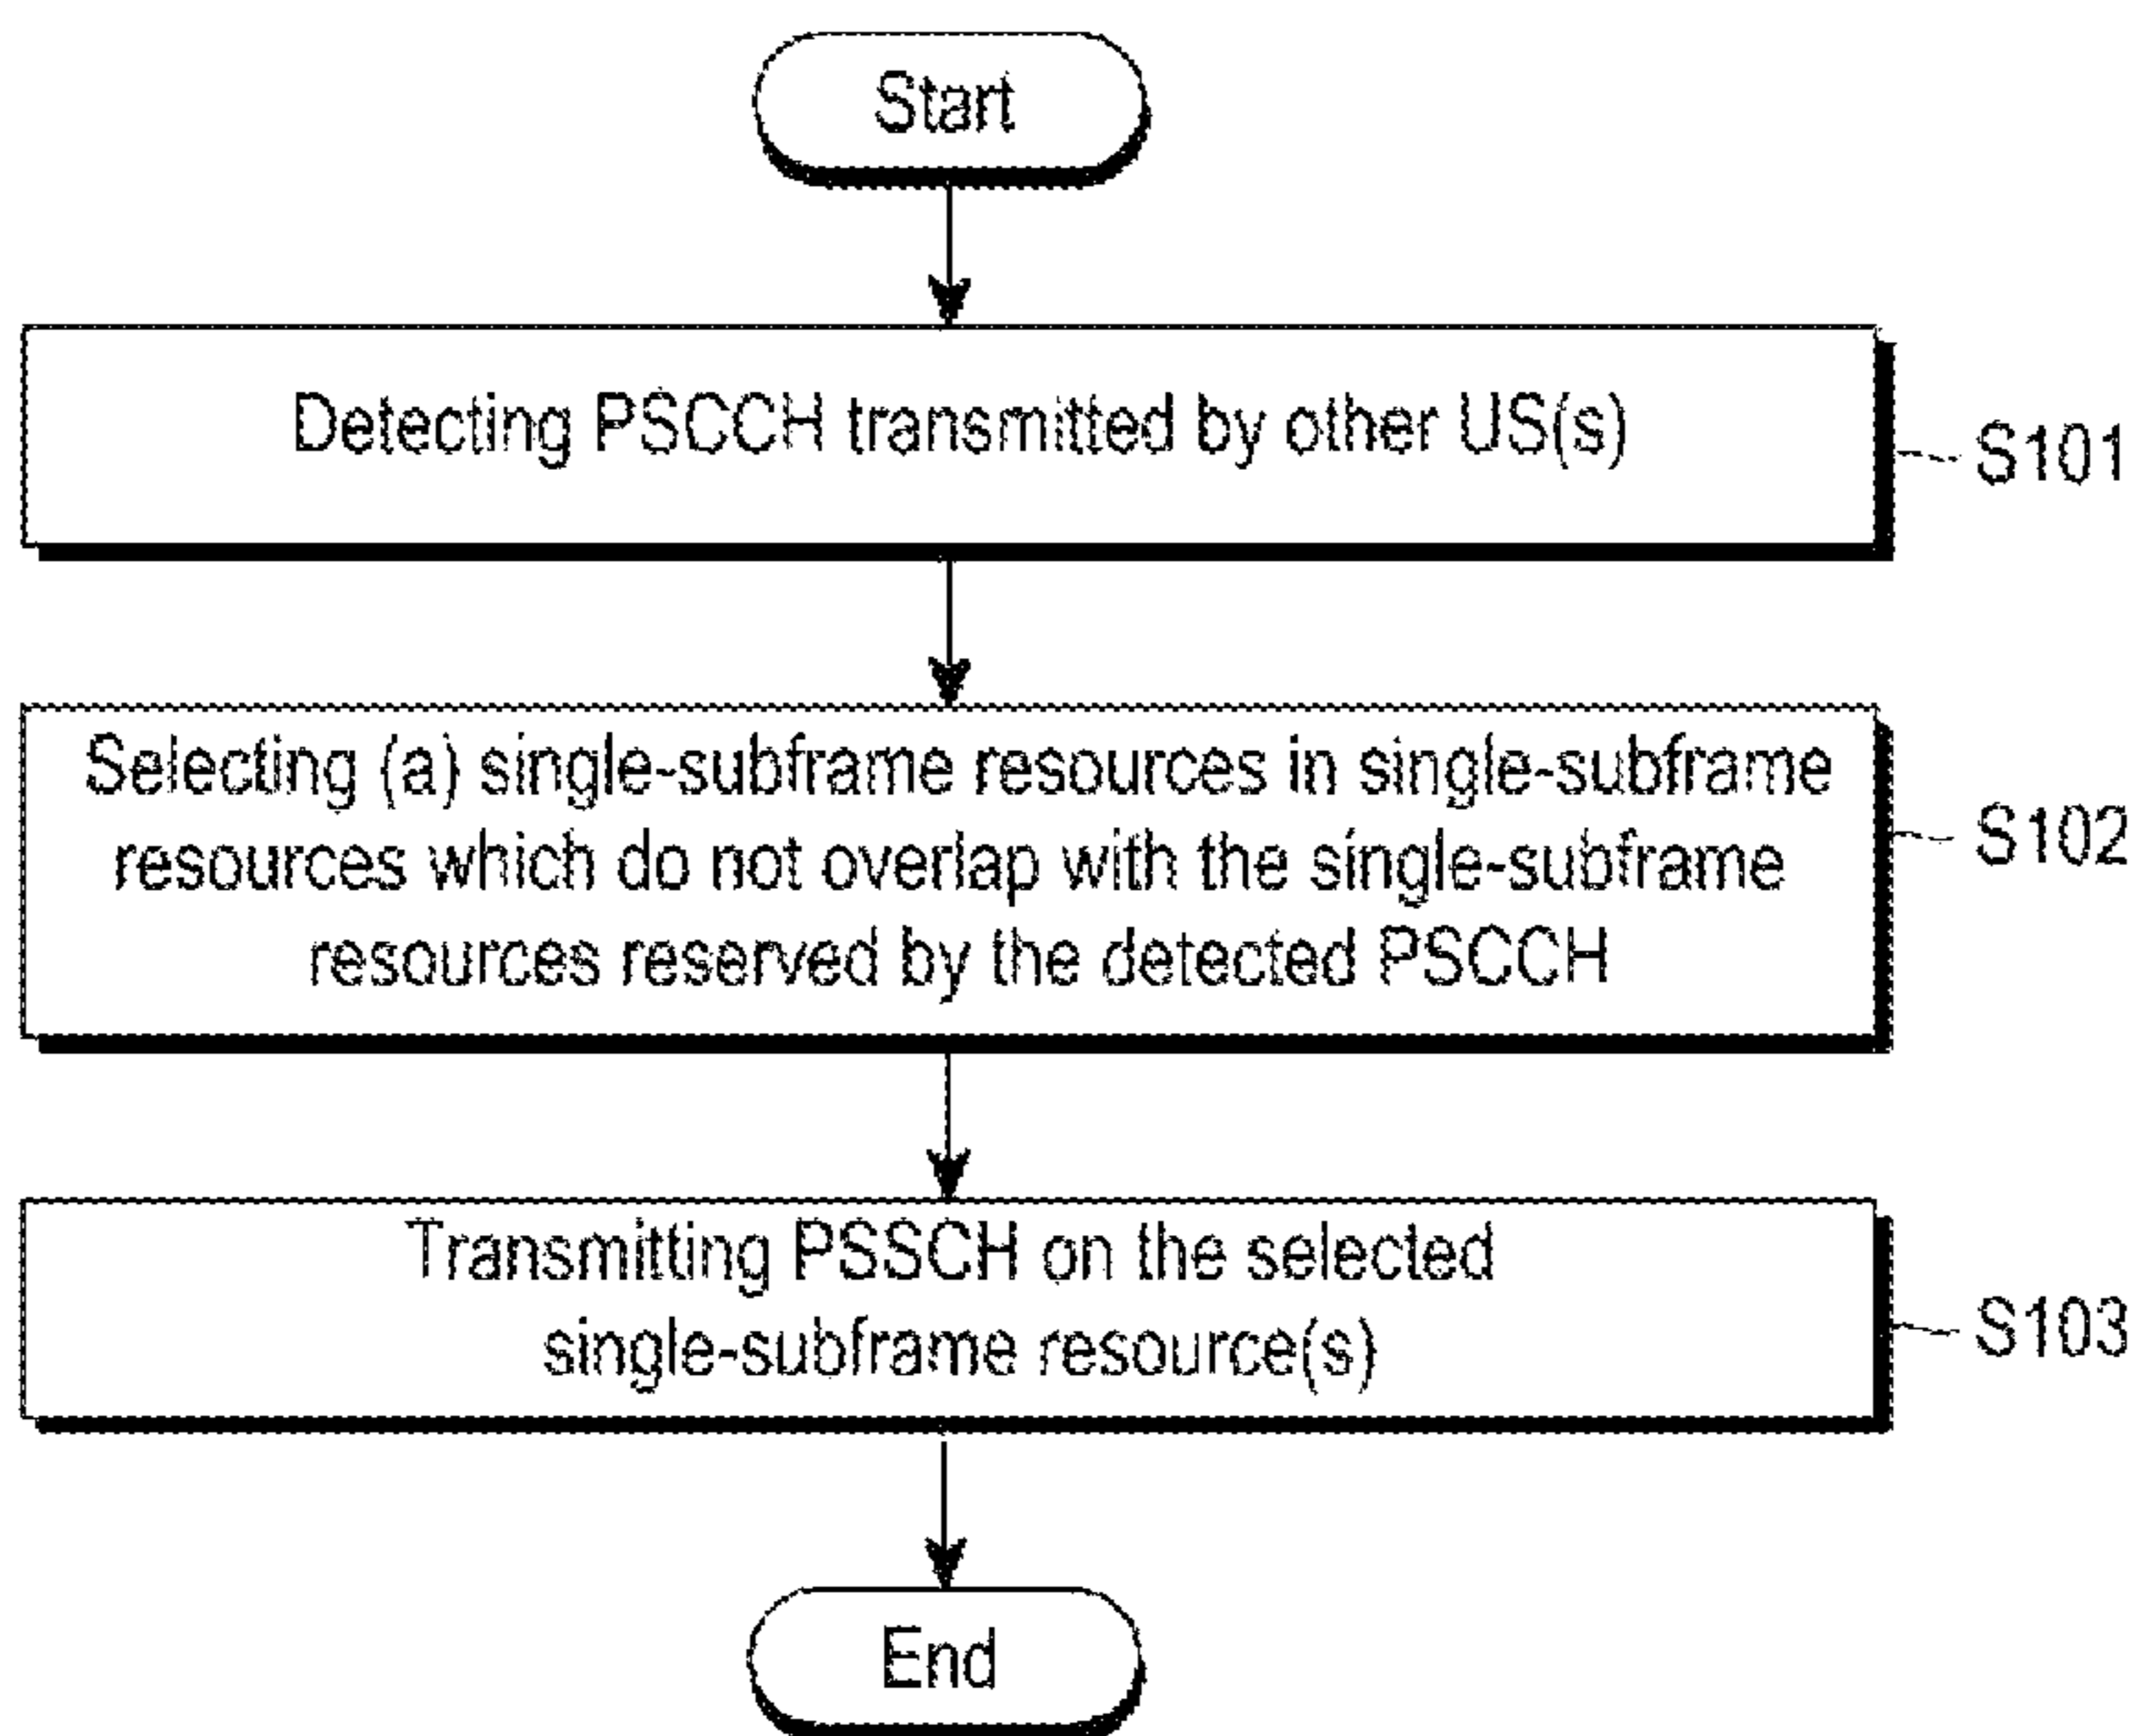 Start
Detecting PSCCH transmitted by other US(s)
S101
Selecting (a) single-subframe resources in single-subframe
resources which do not overlap with the single-subframe
resources reserved by the detected PSCCH
S102
Transmitting PSSCH on the selected
single-subframe resource(s)
S103
End